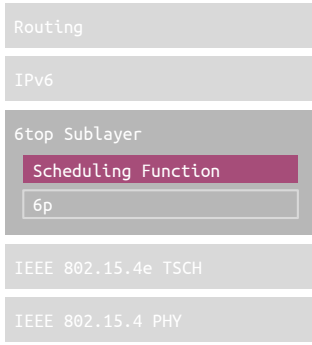 Routing
IPv6
6top Sublayer
Scheduling Function
6p
IEEE 802.15.4e TSCH
IEEE 802.15.4 PHY